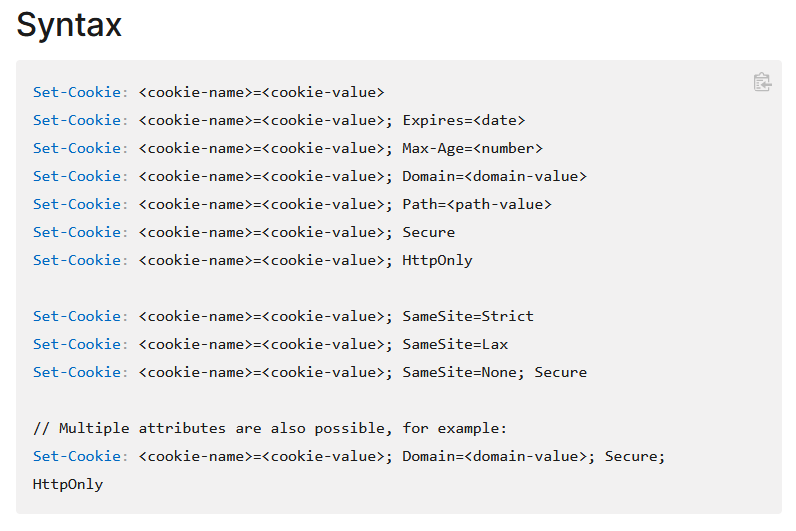 Syntax
Set-Cookie: <cookie-name>=<cookie-value>
Set-Cookie: <cookie-name>=<cookie-value>; Expires=<date>
Set-Cookie: <cookie-name>=<cookie-value>; Max-Age=<number>
Set-Cookie: <cookie-name>=<cookie-value>; Domain=<domain-value>
Set-Cookie: <cookie-name>=<cookie-value>; Path=<path-value>
Set-Cookie: <cookie-name>=<cookie-value>; Secure
Set-Cookie: <cookie-name>=<cookie-value>; HttpOnly
Set-Cookie: <cookie-name>=<cookie-value>; SameSite=Strict
Set-Cookie: <cookie-name>=<cookie-value>; SameSite=Lax
Set-Cookie: <cookie-name>=<cookie-value>; SameSite=None; Secure
// Multiple attributes are also possible, for example:
Set-Cookie: <cookie-name>=<cookie-value>; Domain=<domain-value>; Secure;
HttpOnly